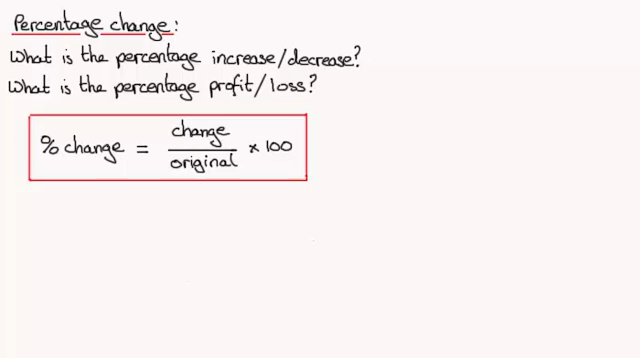 Percentage change:
What is the percentage increase/decrease?
What is the percentage profit/loss?
% change = change / original × 100